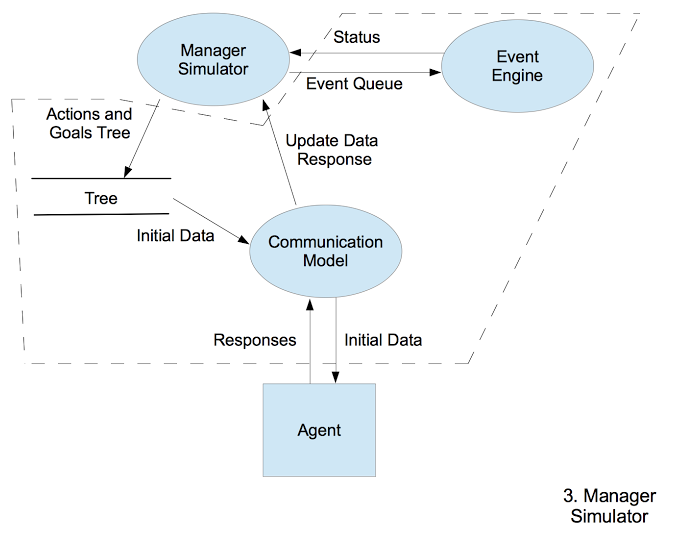 Manager
Simulator
Status
Event
Engine
Event Queue
Actions and
Goals Tree
Update Data
Response
Tree
Initial Data
Communication
Model
Responses
Initial Data
Agent
3. Manager
Simulator